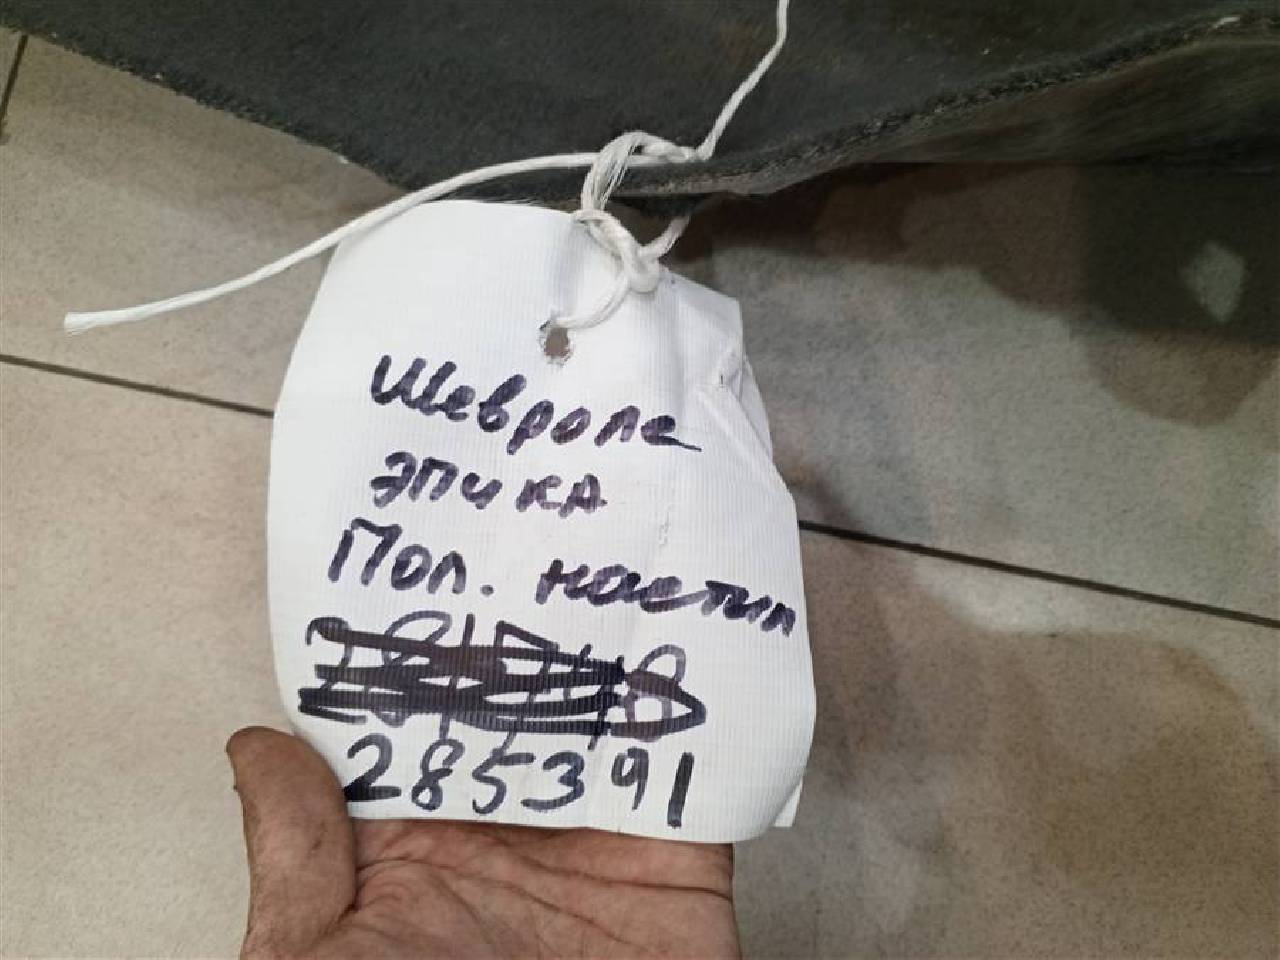 Шевроле
эпика
Пол. настил
285391